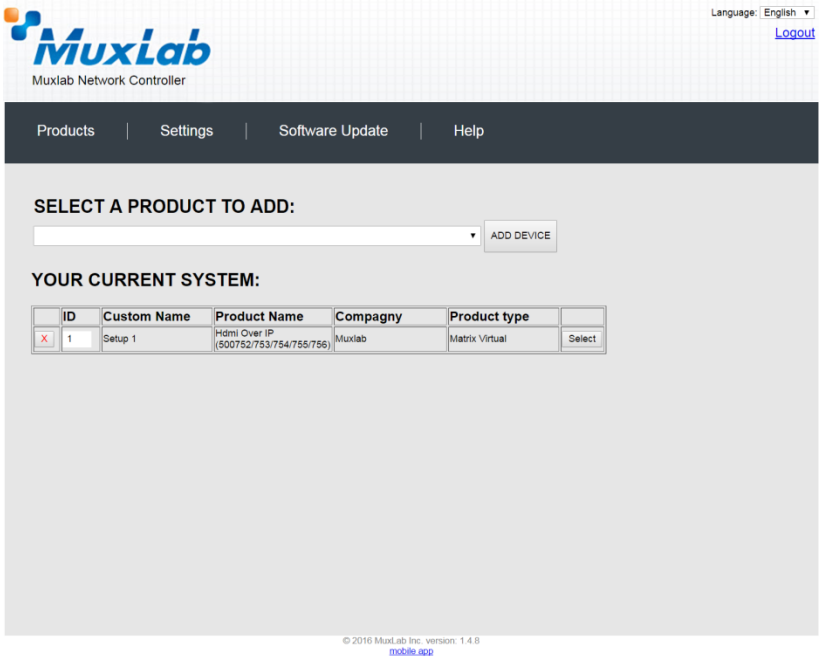 Language: English
Logout
MuxLab
Muxlab Network Controller
Products | Settings | Software Update | Help
SELECT A PRODUCT TO ADD:
ADD DEVICE
YOUR CURRENT SYSTEM:
ID Custom Name Product Name Compagny Product type
X 1 Setup 1 Hdmi Over IP (500752/753/754/755/756) Muxlab Matrix Virtual Select
© 2016 MuxLab Inc. version: 1.4.8
mobile app